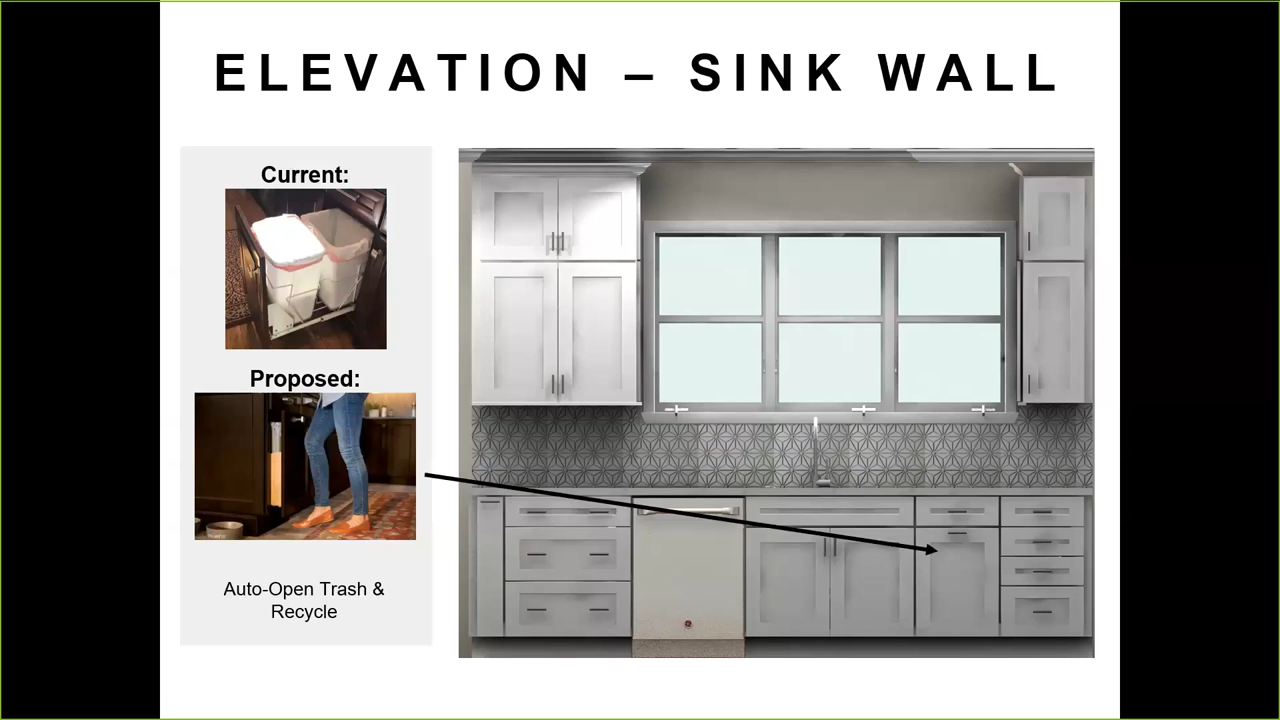 ELEVATION – SINK WALL
Current:
Proposed:
Auto-Open Trash &
Recycle